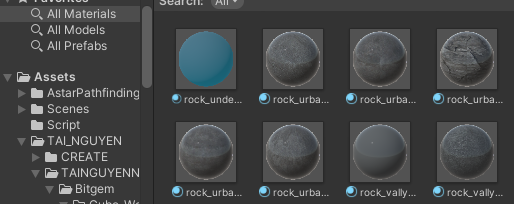 Favorites
Search: All
All Materials
All Models
All Prefabs
Assets
AstarPathfinding
Scenes
Script
TAI_NGUYEN
CREATE
TAINGUYENN
Bitgem
rock_unde... rock_urba... rock_urba... rock_urba...
rock_urba... rock_urba... rock_vally... rock_vally...